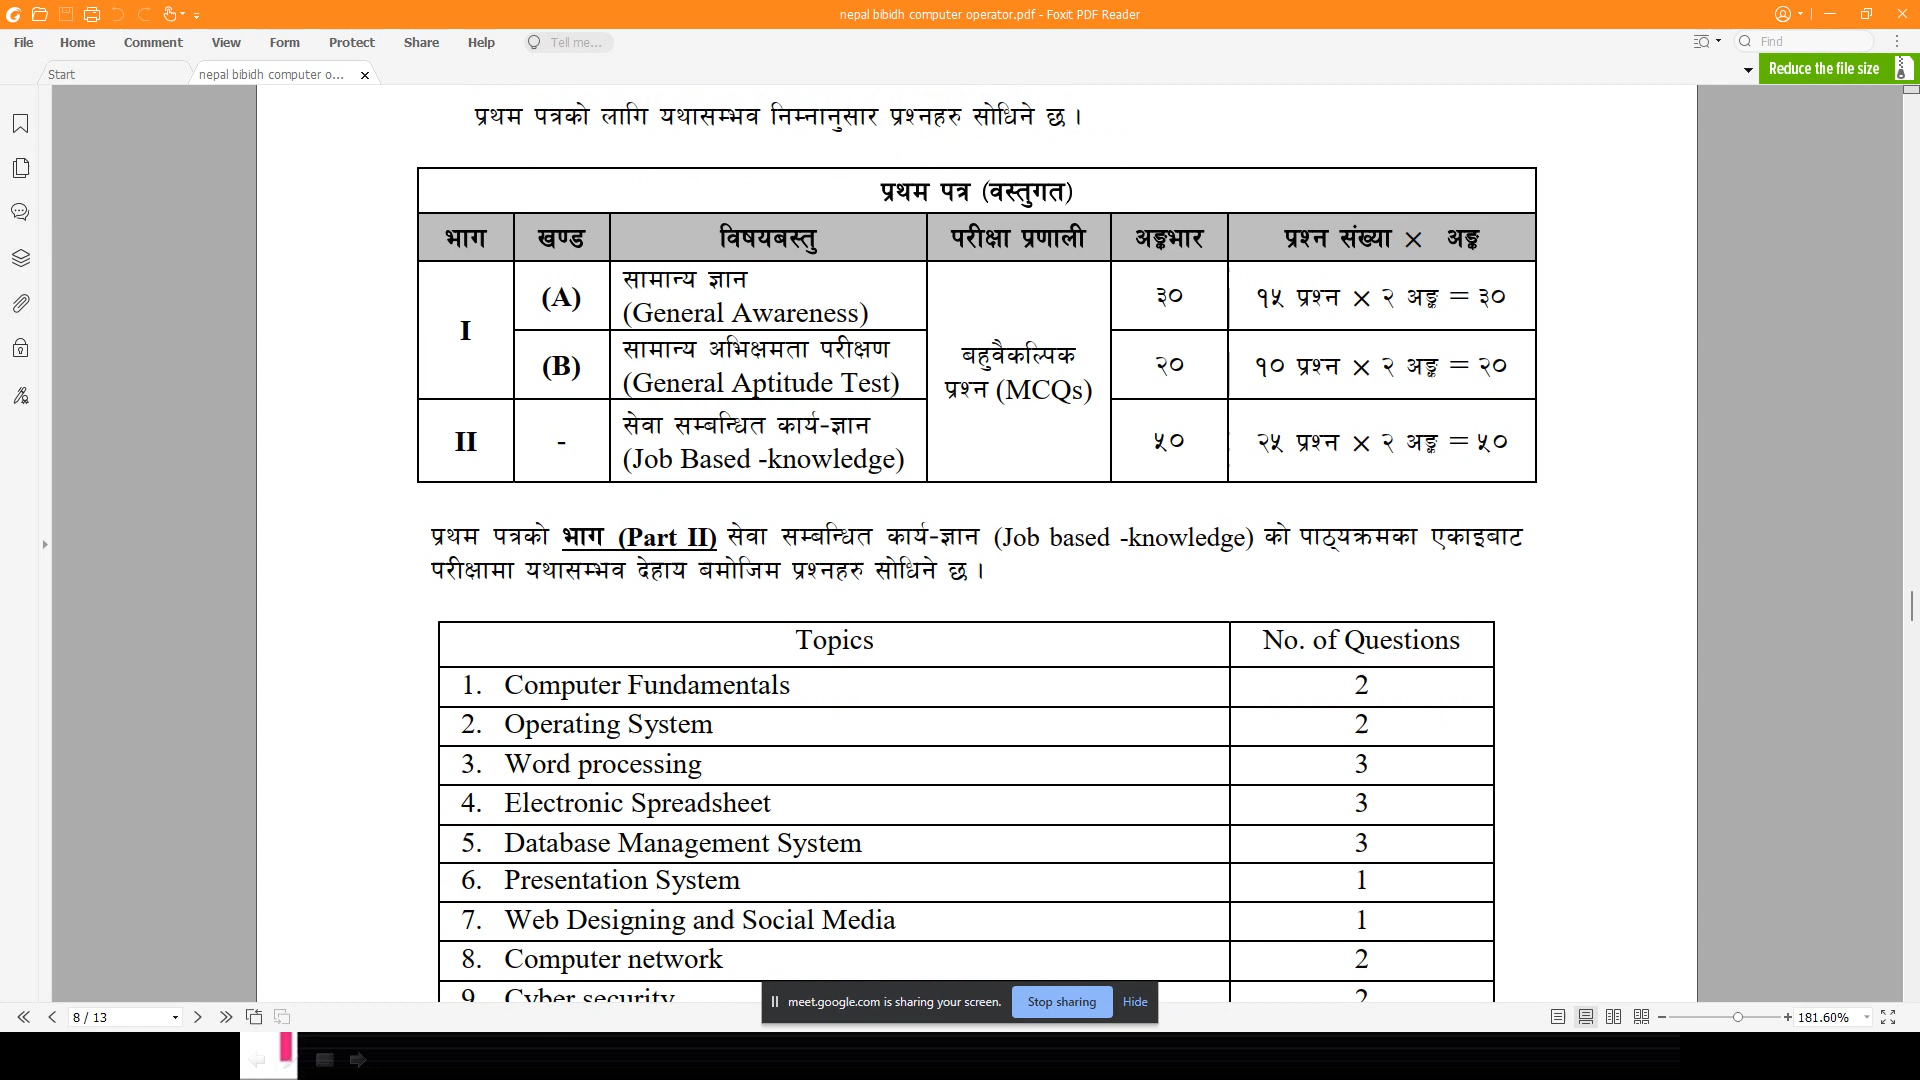 nepal bibidh computer operator.pdf - Foxit PDF Reader
File Home Comment View Form Protect Share Help Tell me... Find
Start nepal bibidh computer o... Reduce the file size
प्रथम पत्रको लागि यथासम्भव निम्नानुसार प्रश्नहरु सोधिने छ ।
प्रथम पत्र (वस्तुगत)
भाग खण्ड विषयबस्तु परीक्षा प्रणाली अङ्कभार प्रश्न संख्या × अङ्क
I (A) सामान्य ज्ञान
(General Awareness) ३० १५ प्रश्न × २ अङ्क = ३०
(B) सामान्य अभिक्षमता परीक्षण
(General Aptitude Test) २० १० प्रश्न × २ अङ्क = २०
बहुवैकल्पिक
प्रश्न (MCQs)
II - सेवा सम्बन्धित कार्य-ज्ञान
(Job Based -knowledge) ५० २५ प्रश्न × २ अङ्क = ५०
प्रथम पत्रको भाग (Part II) सेवा सम्बन्धित कार्य-ज्ञान (Job based -knowledge) को पाठ्यक्रमका एकाइबाट
परीक्षामा यथासम्भव देहाय बमोजिम प्रश्नहरु सोधिने छ ।
Topics No. of Questions
1. Computer Fundamentals 2
2. Operating System 2
3. Word processing 3
4. Electronic Spreadsheet 3
5. Database Management System 3
6. Presentation System 1
7. Web Designing and Social Media 1
8. Computer network 2
9. Cyber security 2
meet.google.com is sharing your screen. Stop sharing Hide
8 / 13 181.60%